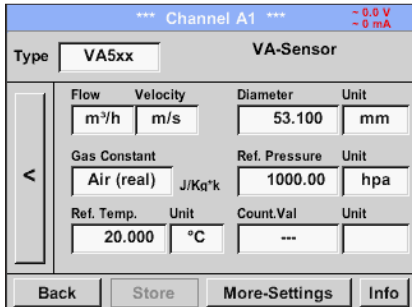 *** Channel A1 ***
~ 0.0 V
~ 0 mA
Type VA5xx VA-Sensor
Flow Velocity Diameter Unit
m³/h m/s 53.100 mm
Gas Constant Ref. Pressure Unit
< Air (real) J/Kg*k 1000.00 hpa
Ref. Temp. Unit Count.Val Unit
20.000 °C ---
Back Store More-Settings Info